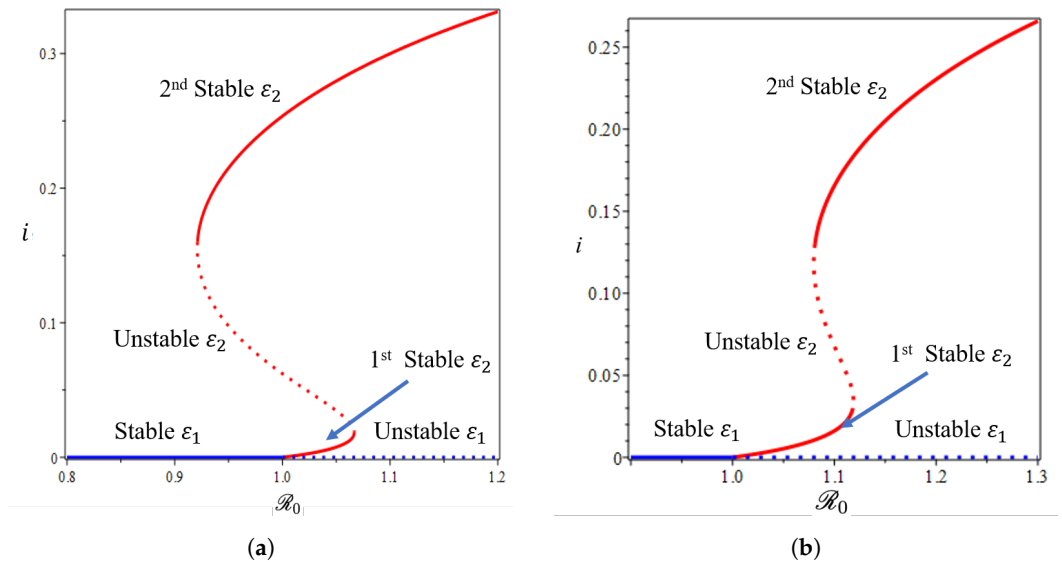 0.3
2nd Stable ε2
0.2
i
0.1
Unstable ε2
1st Stable ε2
Stable ε1
Unstable ε1
0
0.8
0.9
1.0
1.1
1.2
ℛ0
(a)
0.25
2nd Stable ε2
0.20
0.15
i
0.10
Unstable ε2
1st Stable ε2
0.05
Stable ε1
Unstable ε1
0
1.0
1.1
1.2
1.3
ℛ0
(b)